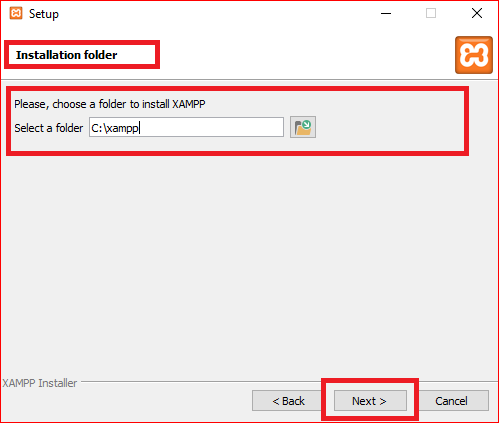 Setup
Installation folder
Please, choose a folder to install XAMPP
Select a folder C:\xampp
XAMPP Installer
< Back Next > Cancel